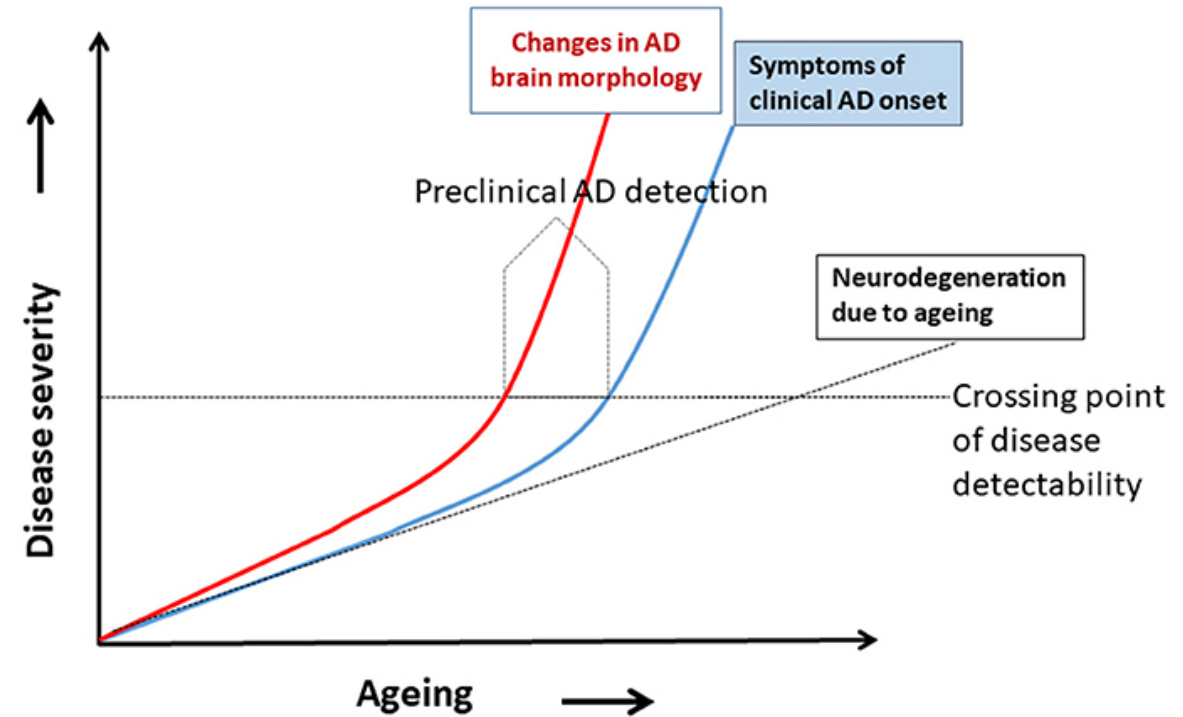 Changes in AD
brain morphology
Symptoms of
clinical AD onset
Preclinical AD detection
Neurodegeneration
due to ageing
Crossing point
of disease
detectability
Disease severity
Ageing